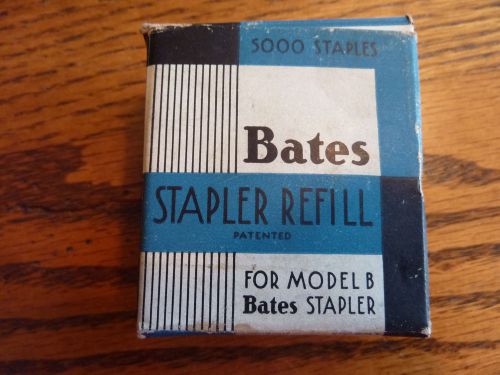 5000 STAPLES
Bates
STAPLER REFILL
PATENTED
FOR MODEL B
Bates STAPLER